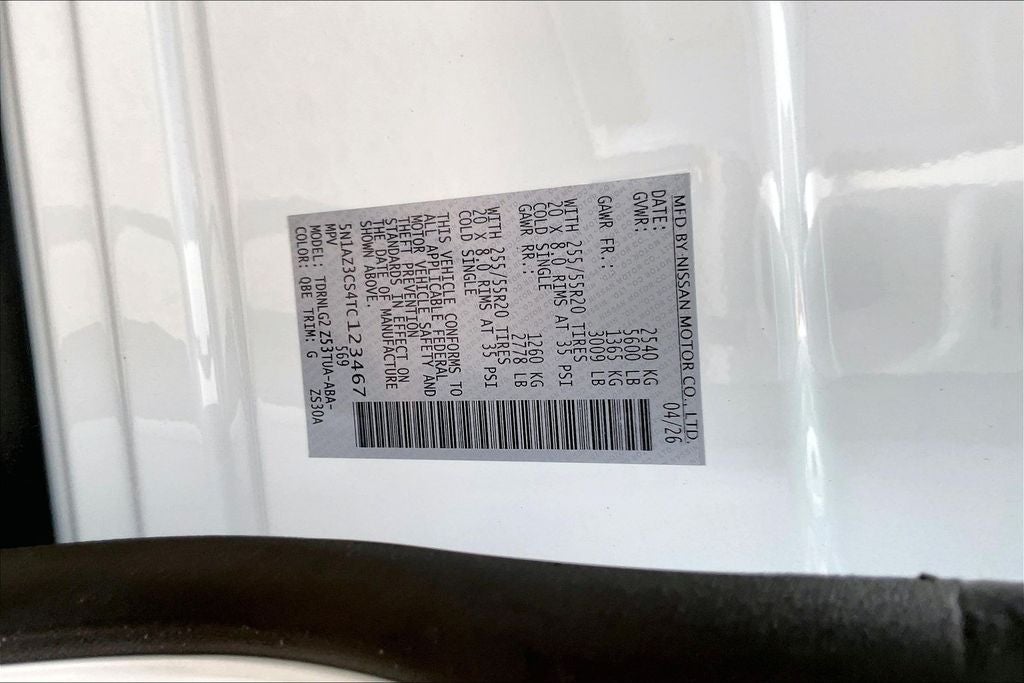 MFD BY NISSAN MOTOR CO., LTD.
DATE: 04/26
GVWR: 2540 KG
5600 LB
GAWR FR.: 1365 KG
3009 LB
WITH 255/55R20 TIRES
20 X 8.0 RIMS AT 35 PSI
COLD SINGLE
GAWR RR.: 1260 KG
2778 LB
WITH 255/55R20 TIRES
20 X 8.0 RIMS AT 35 PSI
COLD SINGLE
THIS VEHICLE CONFORMS TO
ALL APPLICABLE FEDERAL
MOTOR VEHICLE SAFETY AND
THEFT PREVENTION
STANDARDS IN EFFECT ON
THE DATE OF MANUFACTURE
SHOWN ABOVE.
5N1AZ3CS4TC123467
MPV 569
MODEL: TDRNLG2 Z53TUA-ABA-
COLOR: QBE TRIM: G ZS30A